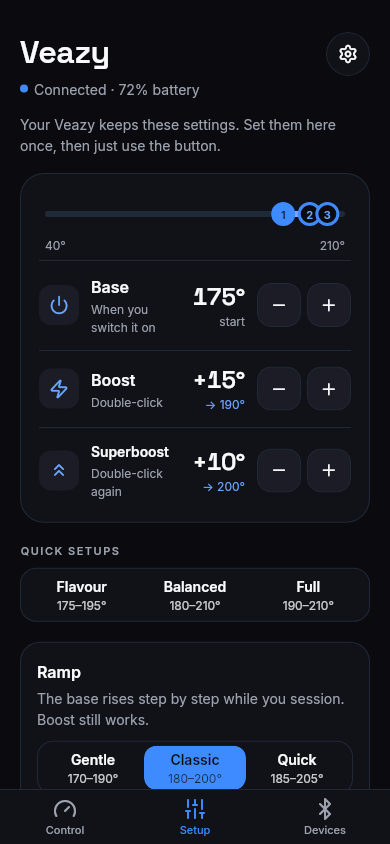 Veazy
Connected · 72% battery
Your Veazy keeps these settings. Set them here
once, then just use the button.
1 2 3
40° 210°
Base
When you
switch it on
175°
start
− +
Boost
Double-click
+15°
→ 190°
− +
Superboost
Double-click
again
+10°
→ 200°
− +
QUICK SETUPS
Flavour Balanced Full
175–195° 180–210° 190–210°
Ramp
The base rises step by step while you session.
Boost still works.
Gentle Classic Quick
170–190° 180–200° 185–205°
Control Setup Devices